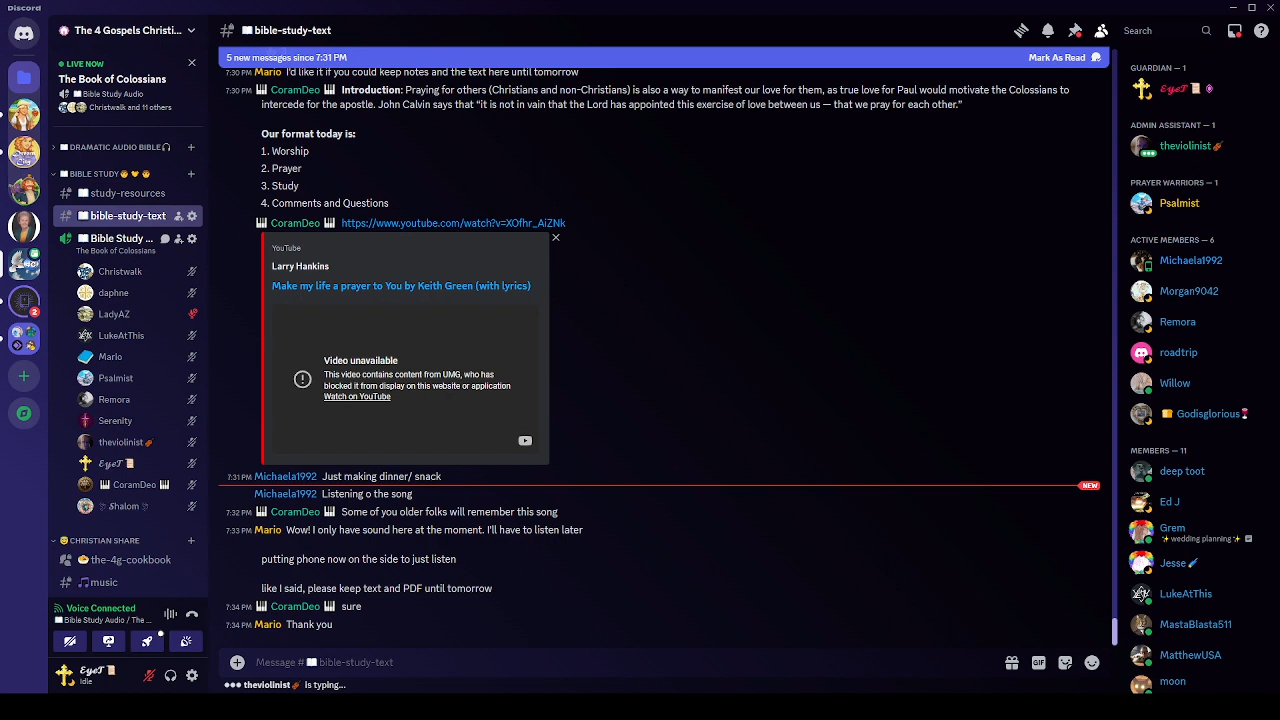 Discord
The 4 Gospels Christi...
LIVE NOW
The Book of Colossians
Bible Study Audio
Christwalk and 11 others
DRAMATIC AUDIO BIBLE
BIBLE STUDY
study-resources
bible-study-text
Bible Study ...
The Book of Colossians
Christwalk
daphne
LadyAZ
LukeAtThis
Mario
Psalmist
Remora
Serenity
theviolinist
EyeT
CoramDeo
Shalom
CHRISTIAN SHARE
the-4g-cookbook
music
Voice Connected
Bible Study Audio / The ...
EyeT
Idle
2
bible-study-text
Search
5 new messages since 7:31 PM
Mark As Read
7:30 PM Mario I'd like it if you could keep notes and the text here until tomorrow
7:30 PM CoramDeo Introduction: Praying for others (Christians and non-Christians) is also a way to manifest our love for them, as true love for Paul would motivate the Colossians to
intercede for the apostle. John Calvin says that “it is not in vain that the Lord has appointed this exercise of love between us — that we pray for each other.”
Our format today is:
1. Worship
2. Prayer
3. Study
4. Comments and Questions
CoramDeo https://www.youtube.com/watch?v=XOfhr_AiZNk
YouTube
Larry Hankins
Make my life a prayer to You by Keith Green (with lyrics)
Video unavailable
This video contains content from UMG, who has
blocked it from display on this website or application
Watch on YouTube
7:31 PM Michaela1992 Just making dinner/ snack
NEW
Michaela1992 Listening o the song
7:32 PM CoramDeo Some of you older folks will remember this song
7:33 PM Mario Wow! I only have sound here at the moment. I'll have to listen later
putting phone now on the side to just listen
like I said, please keep text and PDF until tomorrow
7:34 PM CoramDeo sure
7:34 PM Mario Thank you
Message # bible-study-text
GIF
theviolinist is typing...
GUARDIAN — 1
EyeT
ADMIN ASSISTANT — 1
theviolinist
PRAYER WARRIORS — 1
Psalmist
ACTIVE MEMBERS — 6
Michaela1992
Morgan9042
Remora
roadtrip
Willow
Godisglorious
MEMBERS — 11
deep toot
Ed J
Grem
wedding planning
Jesse
LukeAtThis
MastaBlasta511
MatthewUSA
moon